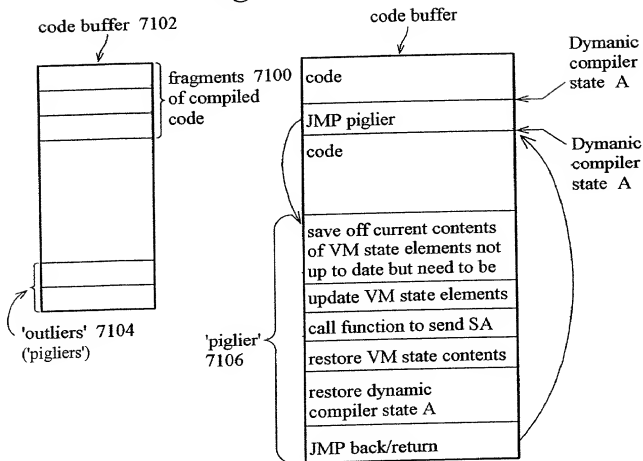 code buffer 7102
fragments 7100
of compiled
code
'outliers' 7104
('pigliers')
code buffer
code
JMP piglier
code
save off current contents
of VM state elements not
up to date but need to be
update VM state elements
call function to send SA
restore VM state contents
restore dynamic
compiler state A
JMP back/return
'piglier'
7106
Dymanic
compiler
state A
Dymanic
compiler
state A